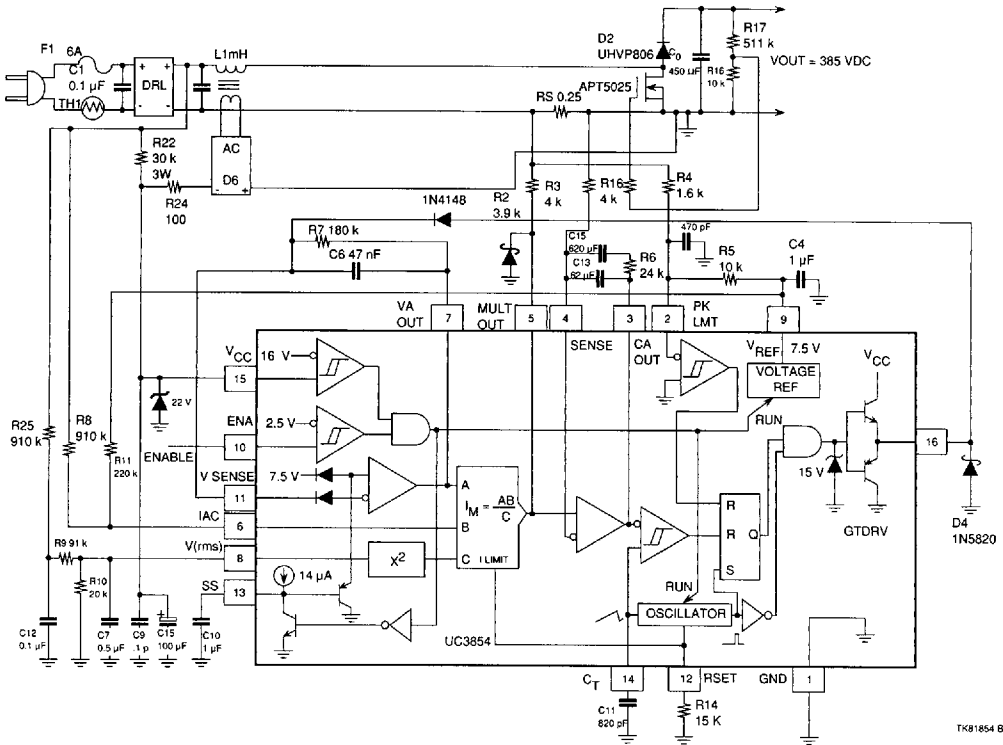 F1
6A
C1
0.1 µF
TH1
DRL
L1mH
D2
UHVP806
C0
450 µF
R17
511 k
R16
10 k
VOUT = 385 VDC
APT5025
RS 0.25
R22
30 k
3W
R24
100
AC
D6
1N4148
R7 180 k
C6 47 nF
R2
3.9 k
R3
4 k
R16
4 k
R4
1.6 k
470 pF
C15
620 µF
C13
62 µF
R6
24 k
R5
10 k
C4
1 µF
VA
OUT
7
MULT
OUT
5
4
SENSE
3
CA
OUT
2
PK
LMT
9
VCC
15
16 V
22 V
ENA
10
2.5 V
ENABLE
V SENSE
11
7.5 V
IAC
6
V(rms)
8
SS
13
14 µA
X²
A
B
C
IM = AB/C
I LIMIT
VREF
7.5 V
VOLTAGE
REF
RUN
VCC
15 V
16
GTDRV
D4
1N5820
R
R
S
Q
RUN
OSCILLATOR
UC3854
R25
910 k
R8
910 k
R11
220 k
R9 91 k
R10
20 k
C12
0.1 µF
C7
0.5 µF
C9
.1 p
C15
100 µF
C10
1 µF
CT
14
C11
820 pF
12
RSET
R14
15 K
GND
1
TK81854 B